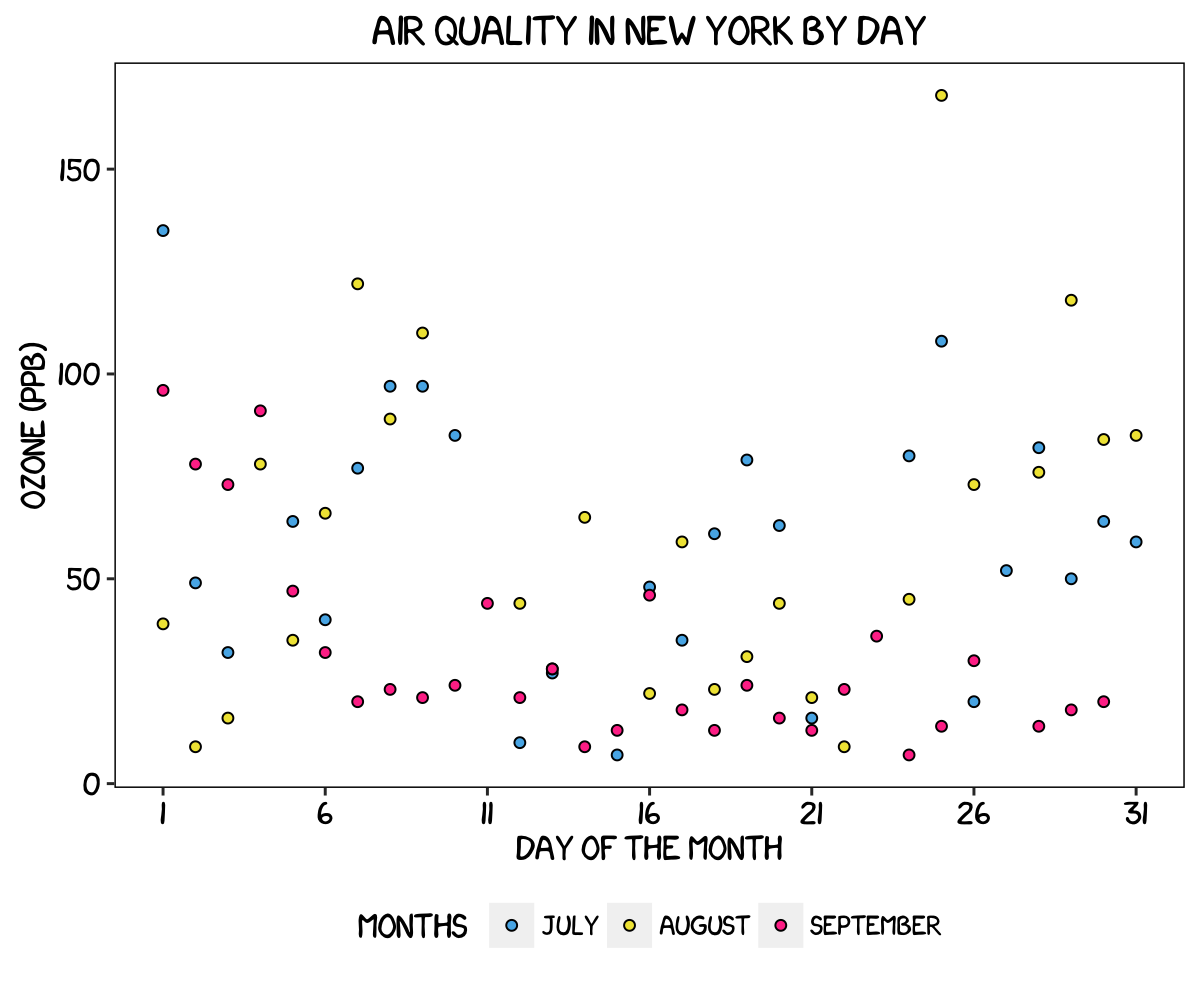 AIR QUALITY IN NEW YORK BY DAY
OZONE (PPB)
150
100
50
0
1 6 11 16 21 26 31
DAY OF THE MONTH
MONTHS JULY AUGUST SEPTEMBER